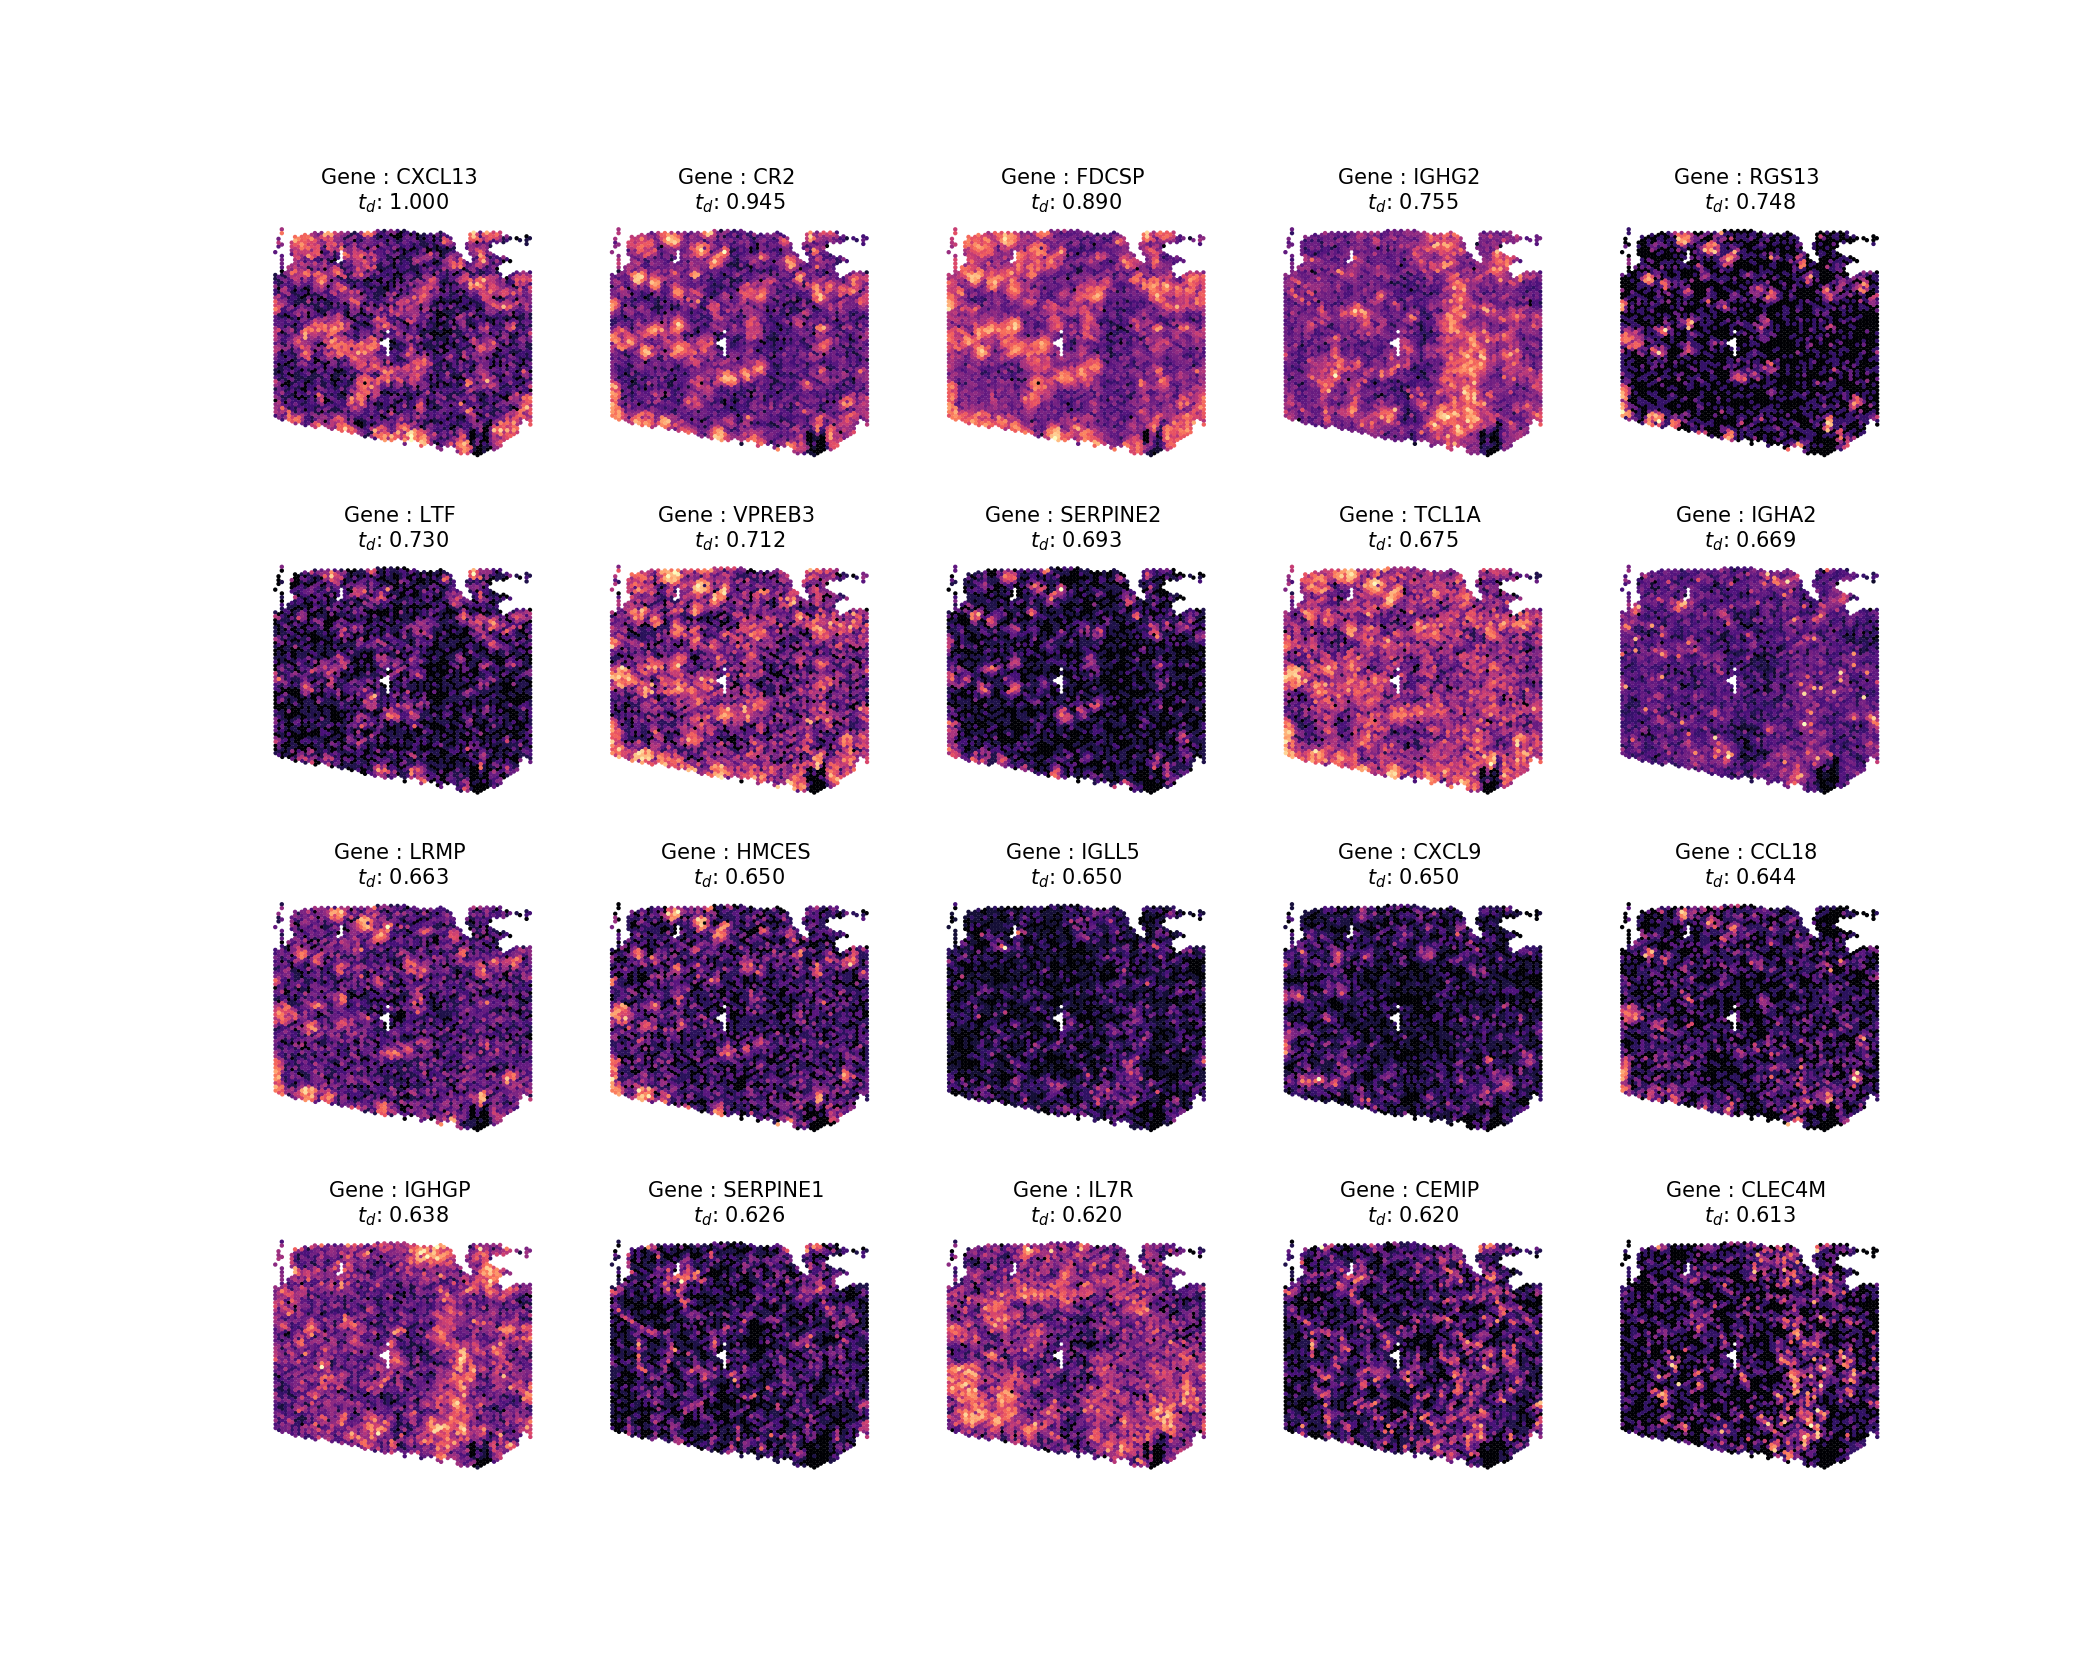 Gene : CXCL13
t_d: 1.000
Gene : CR2
t_d: 0.945
Gene : FDCSP
t_d: 0.890
Gene : IGHG2
t_d: 0.755
Gene : RGS13
t_d: 0.748
Gene : LTF
t_d: 0.730
Gene : VPREB3
t_d: 0.712
Gene : SERPINE2
t_d: 0.693
Gene : TCL1A
t_d: 0.675
Gene : IGHA2
t_d: 0.669
Gene : LRMP
t_d: 0.663
Gene : HMCES
t_d: 0.650
Gene : IGLL5
t_d: 0.650
Gene : CXCL9
t_d: 0.650
Gene : CCL18
t_d: 0.644
Gene : IGHGP
t_d: 0.638
Gene : SERPINE1
t_d: 0.626
Gene : IL7R
t_d: 0.620
Gene : CEMIP
t_d: 0.620
Gene : CLEC4M
t_d: 0.613